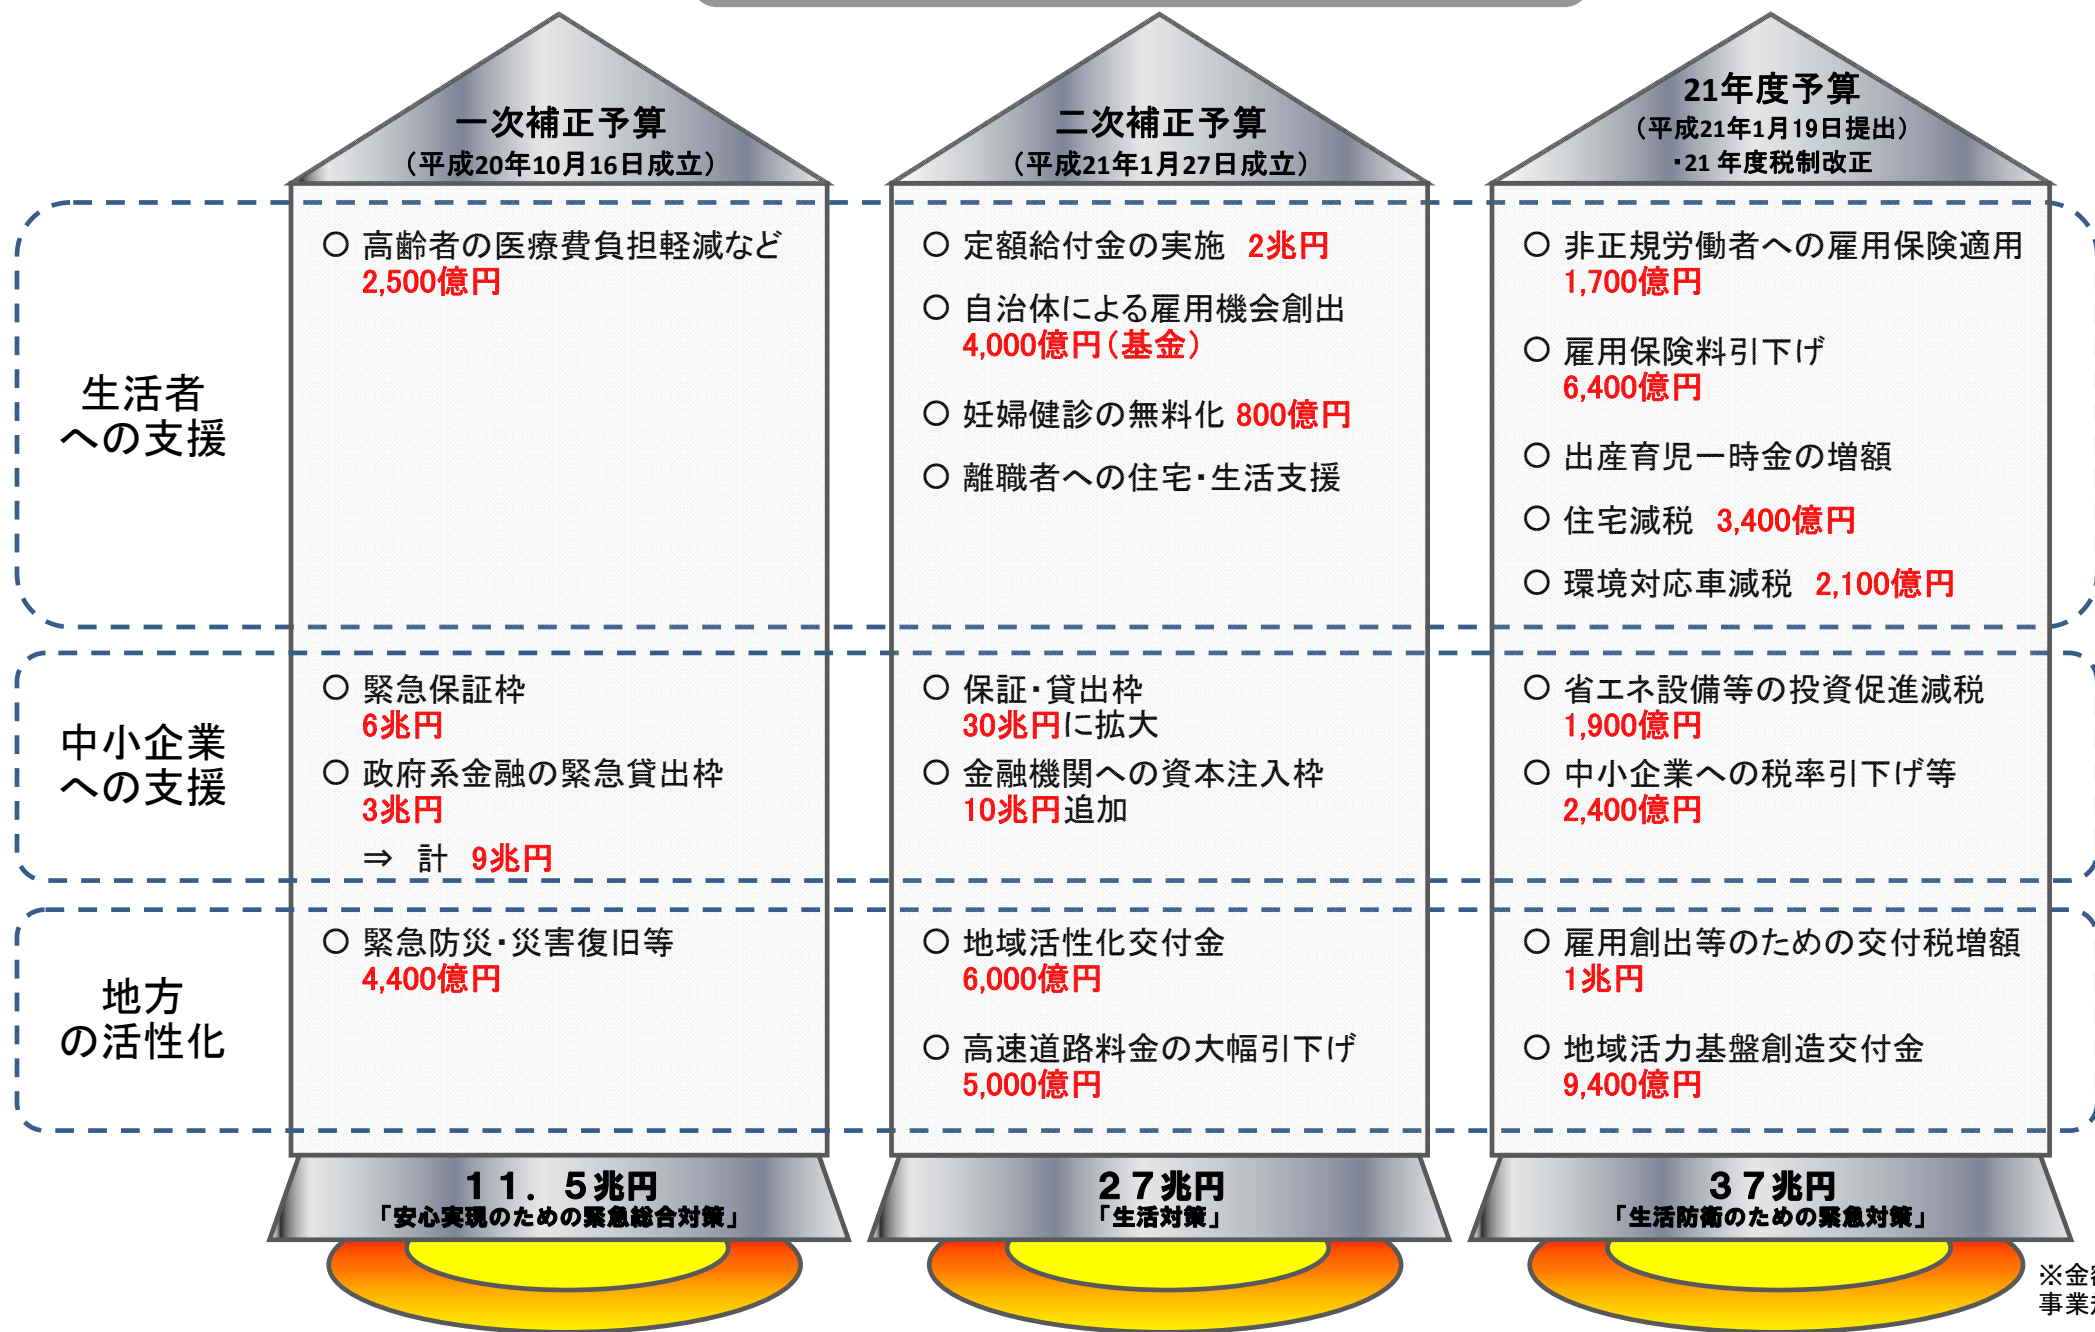 一次補正予算
（平成20年10月16日成立）
生活者
への支援
○ 高齢者の医療費負担軽減など
2,500億円
中小企業
への支援
○ 緊急保証枠
6兆円
○ 政府系金融の緊急貸出枠
3兆円
⇒ 計 9兆円
地方
の活性化
○ 緊急防災・災害復旧等
4,400億円
１１．５兆円
「安心実現のための緊急総合対策」
二次補正予算
（平成21年1月27日成立）
○ 定額給付金の実施 2兆円
○ 自治体による雇用機会創出
4,000億円（基金）
○ 妊婦健診の無料化 800億円
○ 離職者への住宅・生活支援
○ 保証・貸出枠
30兆円に拡大
○ 金融機関への資本注入枠
10兆円追加
○ 地域活性化交付金
6,000億円
○ 高速道路料金の大幅引下げ
5,000億円
２７兆円
「生活対策」
21年度予算
（平成21年1月19日提出）
・21年度税制改正
○ 非正規労働者への雇用保険適用
1,700億円
○ 雇用保険料引下げ
6,400億円
○ 出産育児一時金の増額
○ 住宅減税 3,400億円
○ 環境対応車減税 2,100億円
○ 省エネ設備等の投資促進減税
1,900億円
○ 中小企業への税率引下げ等
2,400億円
○ 雇用創出等のための交付税増額
1兆円
○ 地域活力基盤創造交付金
9,400億円
３７兆円
「生活防衛のための緊急対策」
※金
事業